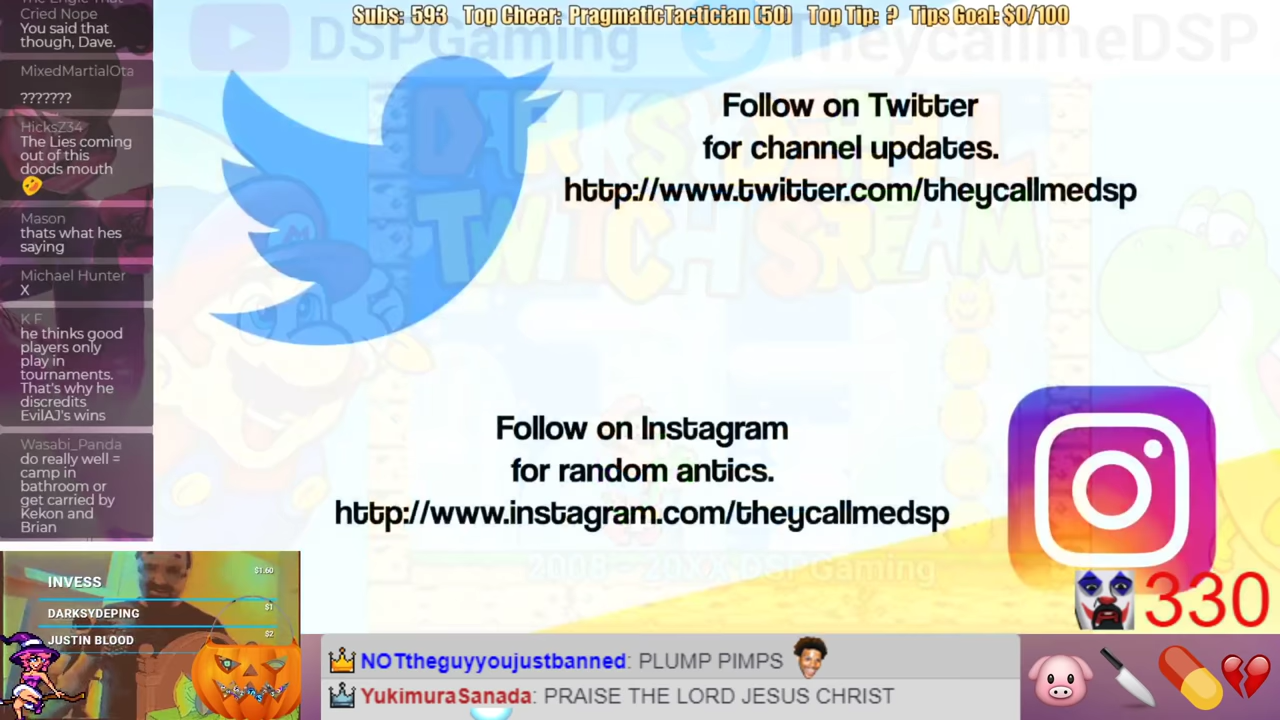 Subs: 593 Top Cheer: PragmaticTactician (50) Top Tip: ? Tips Goal: $0/100
DSPGaming
TheycallmeDSP
Cried Nope
You said that
though, Dave.
MixedMartialOta
???????
HicksZ34
The Lies coming
out of this
doods mouth
Mason
thats what hes
saying
Michael Hunter
X
K F
he thinks good
players only
play in
tournaments.
That's why he
discredits
EvilAJ's wins
Wasabi_Panda
do really well =
camp in
bathroom or
get carried by
Kekon and
Brian
Follow on Twitter
for channel updates.
http://www.twitter.com/theycallmedsp
Follow on Instagram
for random antics.
http://www.instagram.com/theycallmedsp
DSPGaming
330
INVESS $1.60
DARKSYDEPING $1
JUSTIN BLOOD $2
NOTtheguyyoujustbanned: PLUMP PIMPS
YukimuraSanada: PRAISE THE LORD JESUS CHRIST